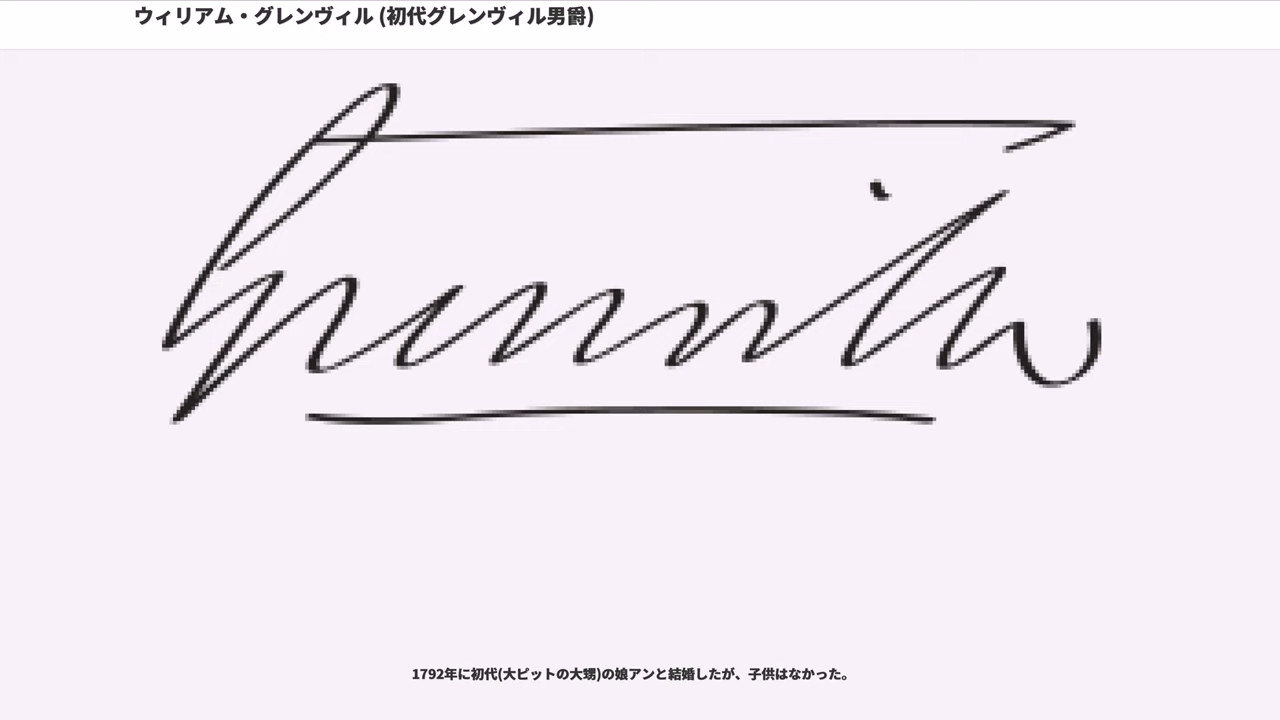 ウィリアム・グレンヴィル (初代グレンヴィル男爵)
Grenville
1792年に初代(大ピットの大甥)の娘アンと結婚したが、子供はなかった。